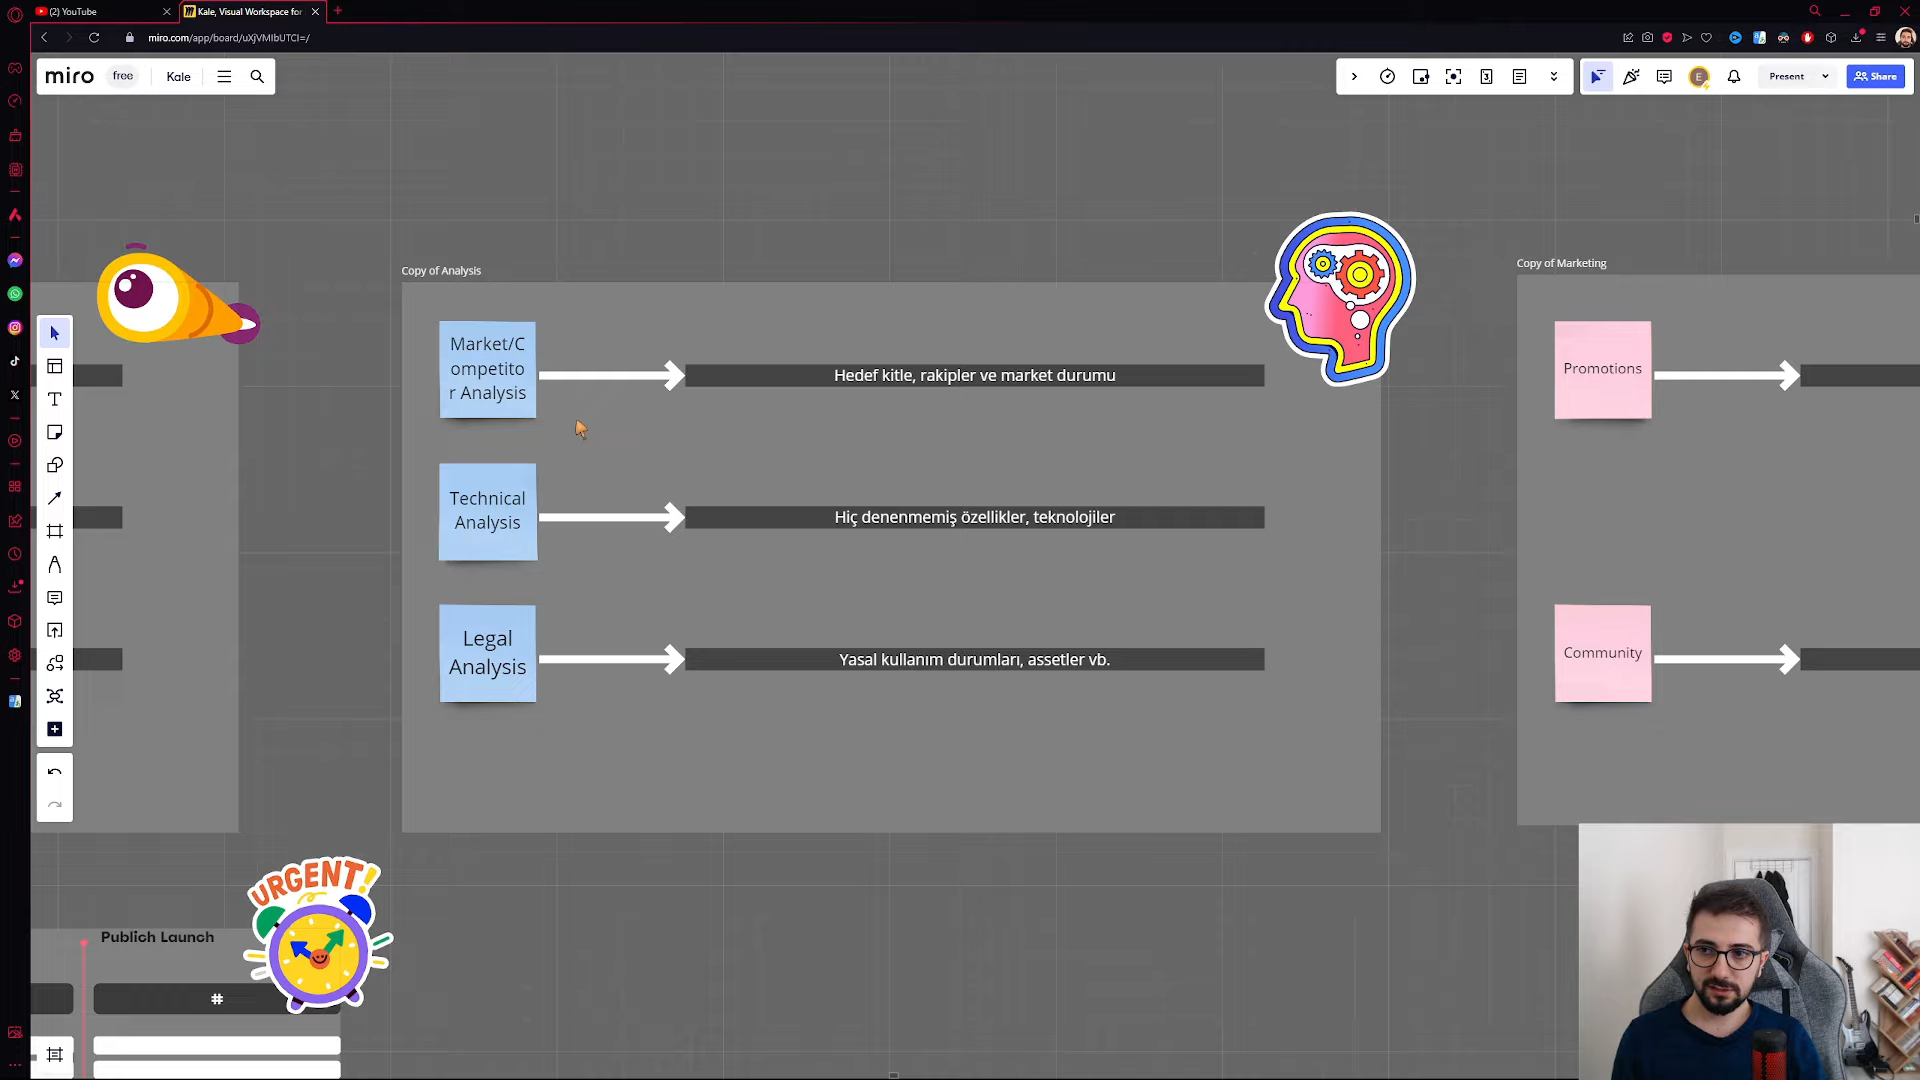 (2) YouTube
Kale, Visual Workspace for
miro.com/app/board/uXjVMIbUTCI=/
miro
free
Kale
Present
Share
E
Copy of Analysis
Copy of Marketing
Market/C
ompetito
r Analysis
Hedef kitle, rakipler ve market durumu
Promotions
Technical
Analysis
Hiç denenmemiş özellikler, teknolojiler
Legal
Analysis
Yasal kullanım durumları, assetler vb.
Community
URGENT!
Publich Launch
#